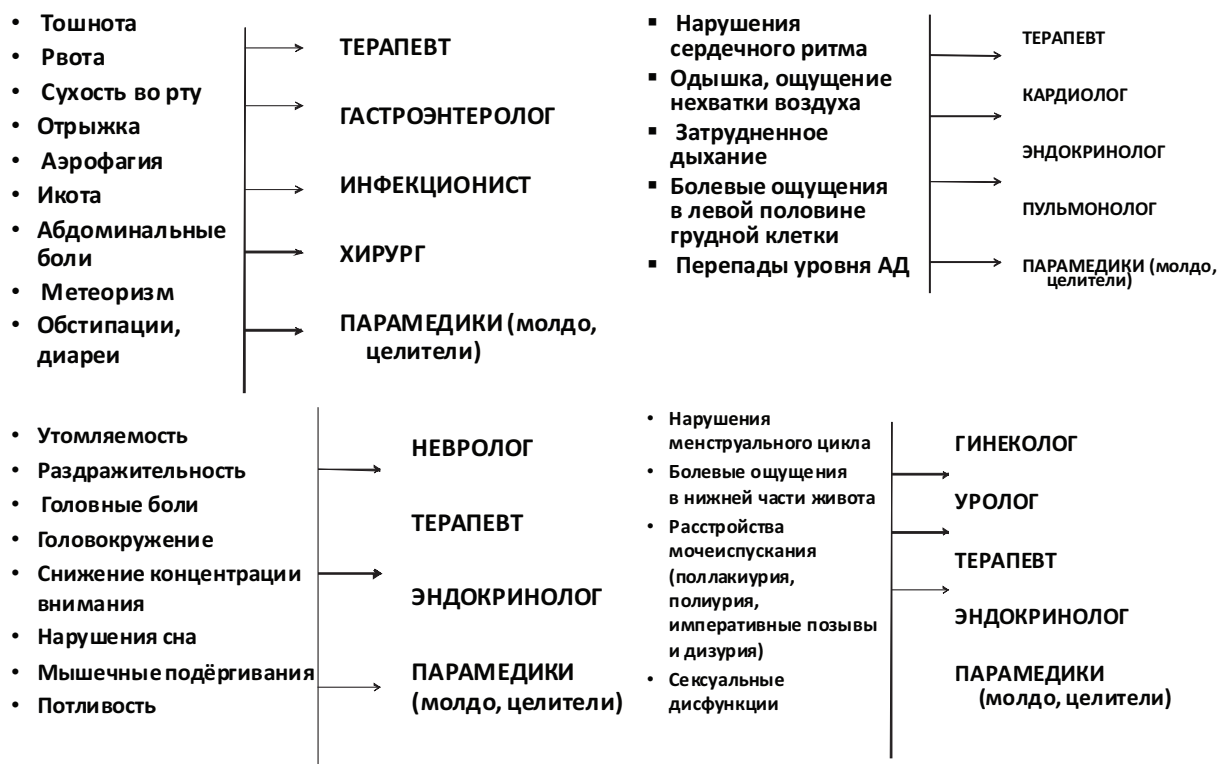 • Тошнота
• Рвота
• Сухость во рту
• Отрыжка
• Аэрофагия
• Икота
• Абдоминальные
боли
• Метеоризм
• Обстипации,
диареи
ТЕРАПЕВТ
ГАСТРОЭНТЕРОЛОГ
ИНФЕКЦИОНИСТ
ХИРУРГ
ПАРАМЕДИКИ (молдо,
целители)
▪ Нарушения
сердечного ритма
▪ Одышка, ощущение
нехватки воздуха
▪ Затрудненное
дыхание
▪ Болевые ощущения
в левой половине
грудной клетки
▪ Перепады уровня АД
ТЕРАПЕВТ
КАРДИОЛОГ
ЭНДОКРИНОЛОГ
ПУЛЬМОНОЛОГ
ПАРАМЕДИКИ (молдо,
целители)
• Утомляемость
• Раздражительность
• Головные боли
• Головокружение
• Снижение концентрации
внимания
• Нарушения сна
• Мышечные подёргивания
• Потливость
НЕВРОЛОГ
ТЕРАПЕВТ
ЭНДОКРИНОЛОГ
ПАРАМЕДИКИ
(молдо, целители)
• Нарушения
менструального цикла
• Болевые ощущения
в нижней части живота
• Расстройства
мочеиспускания
(поллакиурия,
полиурия,
императивные позывы
и дизурия)
• Сексуальные
дисфункции
ГИНЕКОЛОГ
УРОЛОГ
ТЕРАПЕВТ
ЭНДОКРИНОЛОГ
ПАРАМЕДИКИ
(молдо, целители)